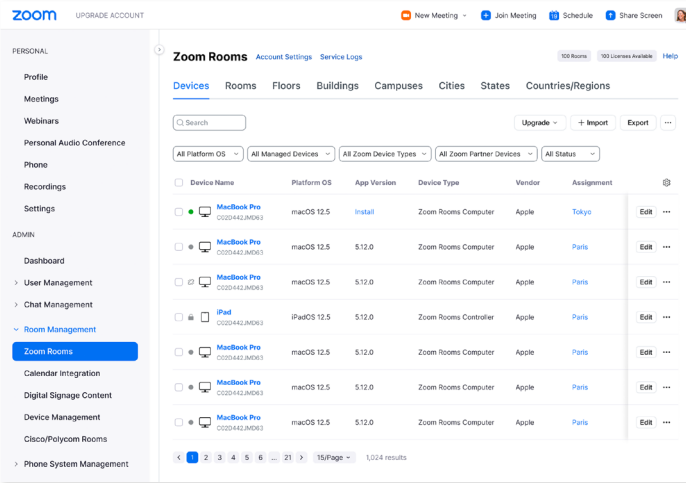 zoom UPGRADE ACCOUNT New Meeting Join Meeting 19 Schedule Share Screen
PERSONAL
Profile
Meetings
Webinars
Personal Audio Conference
Phone
Recordings
Settings
ADMIN
Dashboard
User Management
Chat Management
Room Management
Zoom Rooms
Calendar Integration
Digital Signage Content
Device Management
Cisco/Polycom Rooms
Phone System Management
Zoom Rooms Account Settings Service Logs 100 Rooms 100 Licenses Available Help
Devices Rooms Floors Buildings Campuses Cities States Countries/Regions
Search Upgrade + Import Export ...
All Platform OS All Managed Devices All Zoom Device Types All Zoom Partner Devices All Status
Device Name Platform OS App Version Device Type Vendor Assignment
MacBook Pro macOS 12.5 Install Zoom Rooms Computer Apple Tokyo Edit ...
C02D442JMD63
MacBook Pro macOS 12.5 5.12.0 Zoom Rooms Computer Apple Paris Edit ...
C02D442JMD63
MacBook Pro macOS 12.5 5.12.0 Zoom Rooms Computer Apple Paris Edit ...
C02D442JMD63
iPad iPadOS 12.5 5.12.0 Zoom Rooms Controller Apple Paris Edit ...
C02D442JMD63
MacBook Pro macOS 12.5 5.12.0 Zoom Rooms Computer Apple Paris Edit ...
C02D442JMD63
MacBook Pro macOS 12.5 5.12.0 Zoom Rooms Computer Apple Paris Edit ...
C02D442JMD63
MacBook Pro macOS 12.5 5.12.0 Zoom Rooms Computer Apple Paris Edit ...
C02D442JMD63
< 1 2 3 4 5 6 ... 21 > 15/Page 1,024 results